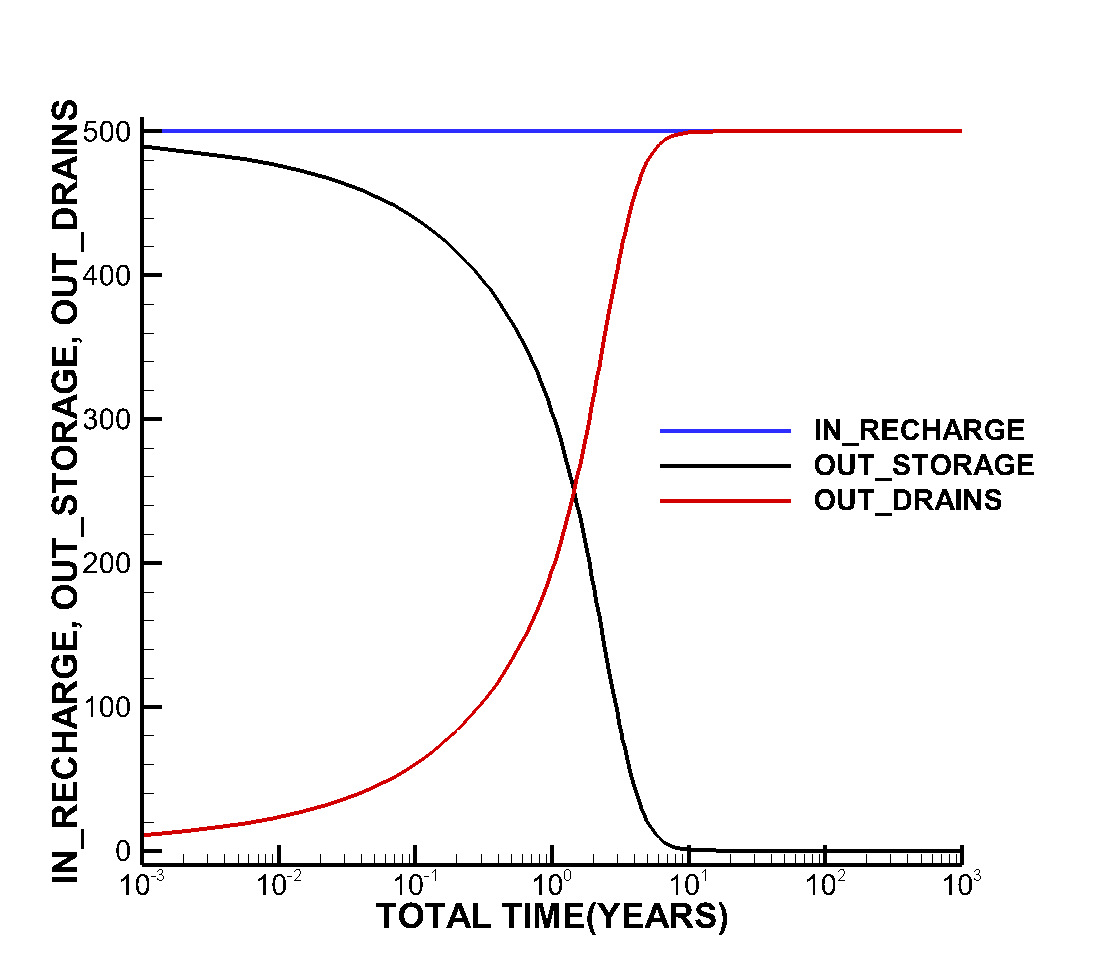 IN_RECHARGE, OUT_STORAGE, OUT_DRAINS
500
400
300
200
100
0
IN_RECHARGE
OUT_STORAGE
OUT_DRAINS
10⁻³ 10⁻² 10⁻¹ 10⁰ 10¹ 10² 10³
TOTAL TIME(YEARS)